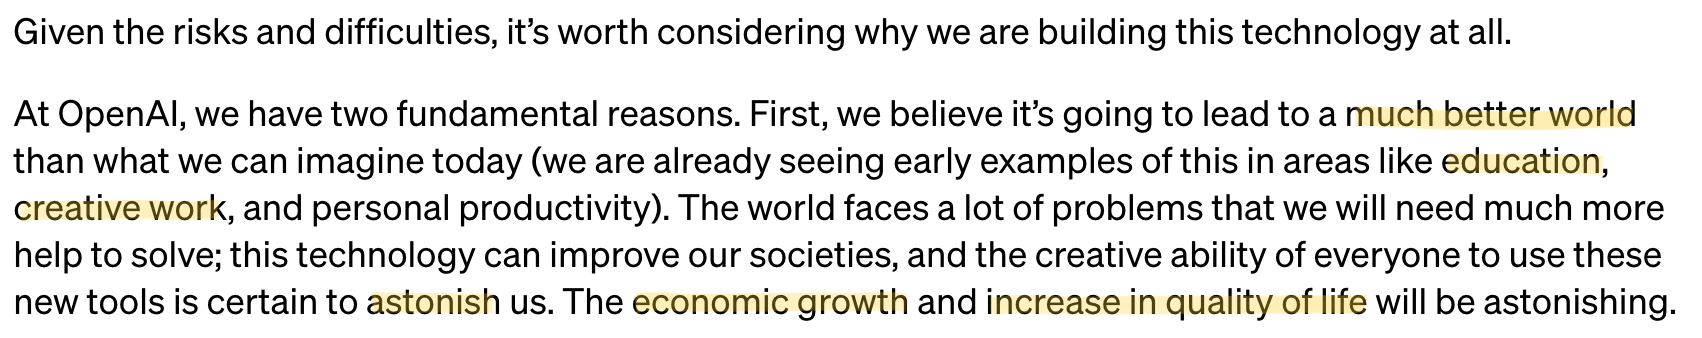 Given the risks and difficulties, it’s worth considering why we are building this technology at all.
At OpenAI, we have two fundamental reasons. First, we believe it’s going to lead to a much better world
than what we can imagine today (we are already seeing early examples of this in areas like education,
creative work, and personal productivity). The world faces a lot of problems that we will need much more
help to solve; this technology can improve our societies, and the creative ability of everyone to use these
new tools is certain to astonish us. The economic growth and increase in quality of life will be astonishing.